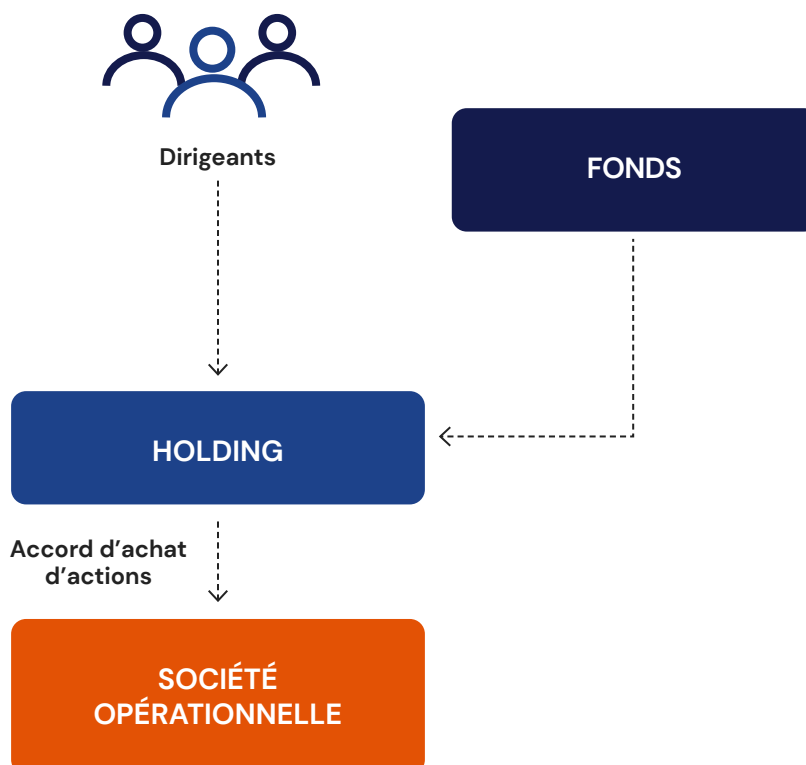 Dirigeants
FONDS
HOLDING
Accord d’achat
d’actions
SOCIÉTÉ
OPÉRATIONNELLE